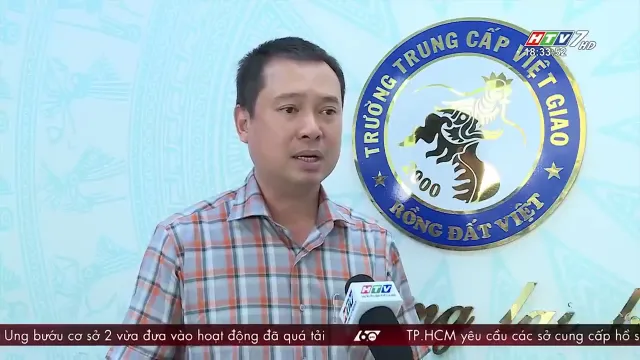 HTV7 HD
18:33:52
TRƯỜNG TRUNG CẤP VIỆT GIAO
RỒNG ĐẤT VIỆT
HTV
Ung bướu cơ sở 2 vừa đưa vào hoạt động đã quá tải
60
TP.HCM yêu cầu các sở cung cấp hồ s